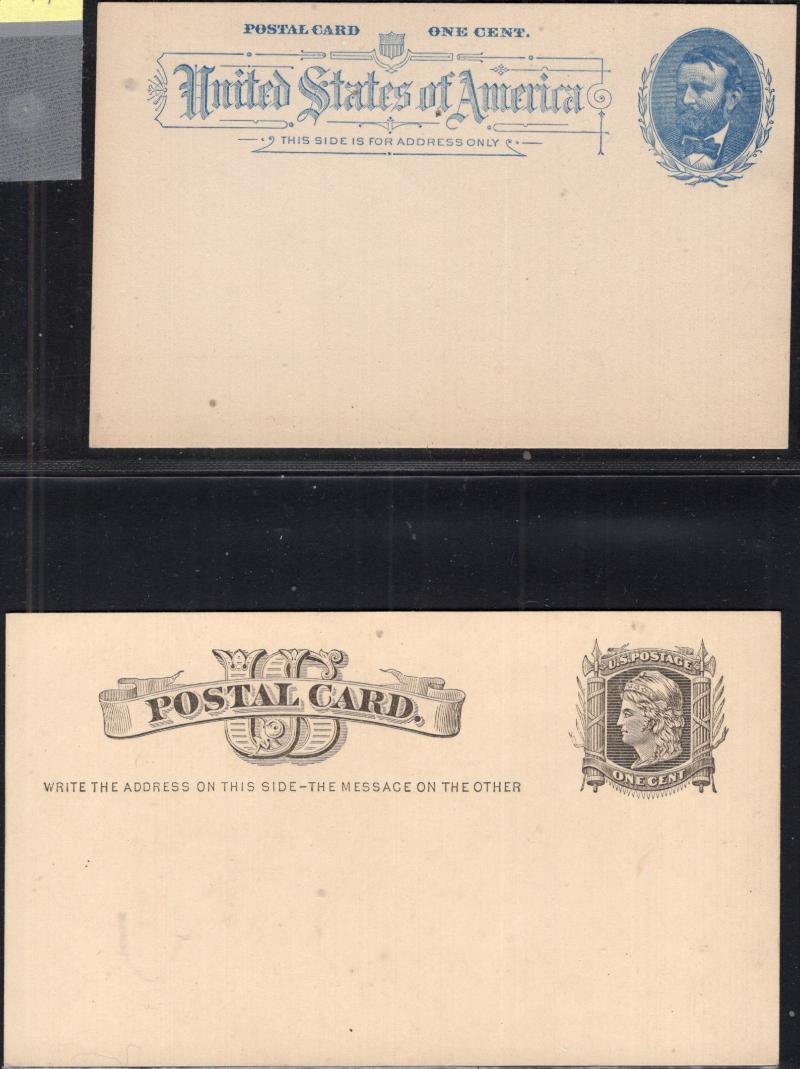 POSTAL CARD ONE CENT.
United States of America
THIS SIDE IS FOR ADDRESS ONLY
US
POSTAL CARD.
WRITE THE ADDRESS ON THIS SIDE–THE MESSAGE ON THE OTHER
U.S. POSTAGE
ONE CENT